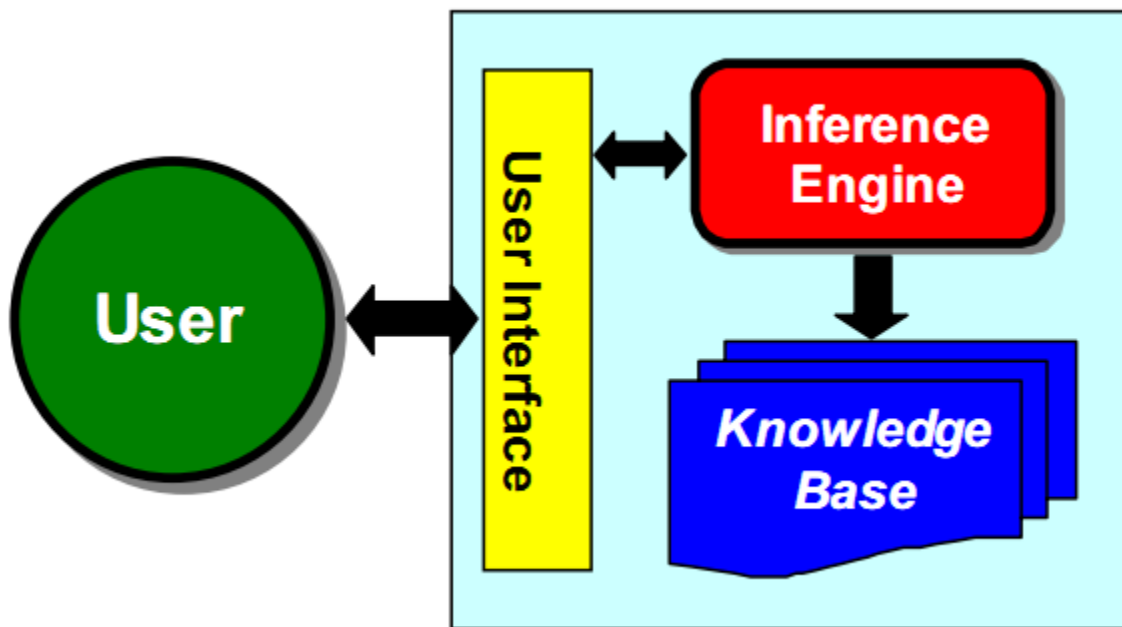 User
User Interface
Inference
Engine
Knowledge
Base